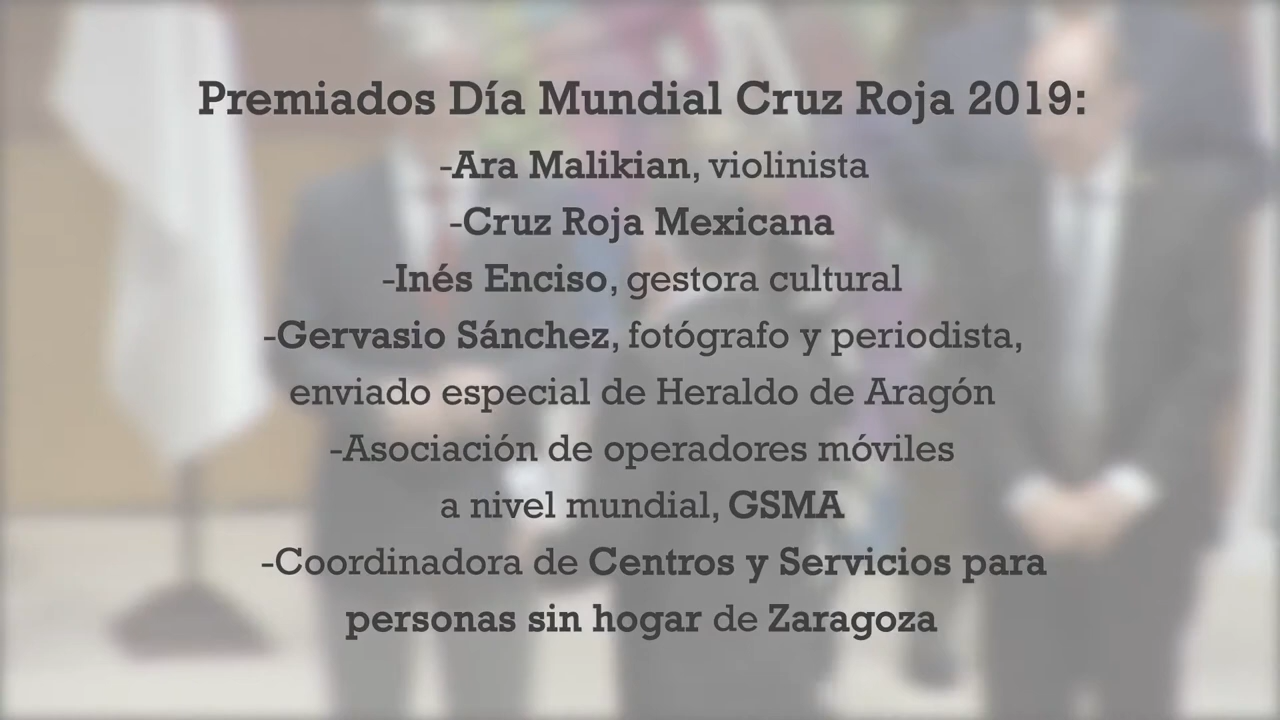 Premiados Día Mundial Cruz Roja 2019:
-Ara Malikian, violinista
-Cruz Roja Mexicana
-Inés Enciso, gestora cultural
-Gervasio Sánchez, fotógrafo y periodista,
enviado especial de Heraldo de Aragón
-Asociación de operadores móviles
a nivel mundial, GSMA
-Coordinadora de Centros y Servicios para
personas sin hogar de Zaragoza